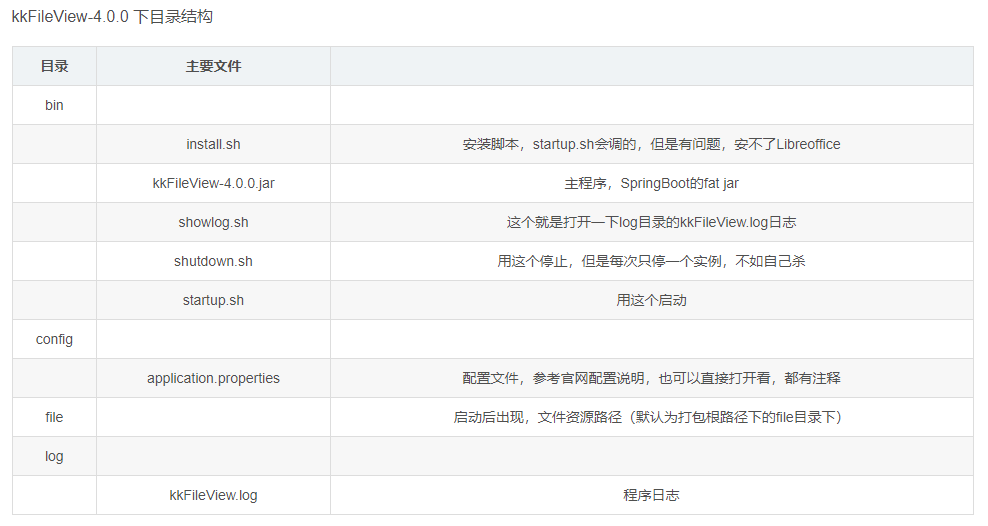 kkFileView-4.0.0 下目录结构
目录 主要文件
bin
install.sh 安装脚本，startup.sh会调的，但是有问题，安不了Libreoffice
kkFileView-4.0.0.jar 主程序，SpringBoot的fat jar
showlog.sh 这个就是打开一下log目录的kkFileView.log日志
shutdown.sh 用这个停止，但是每次只停一个实例，不如自己杀
startup.sh 用这个启动
config
application.properties 配置文件，参考官网配置说明，也可以直接打开看，都有注释
file 启动后出现，文件资源路径（默认为打包根路径下的file目录下）
log
kkFileView.log 程序日志